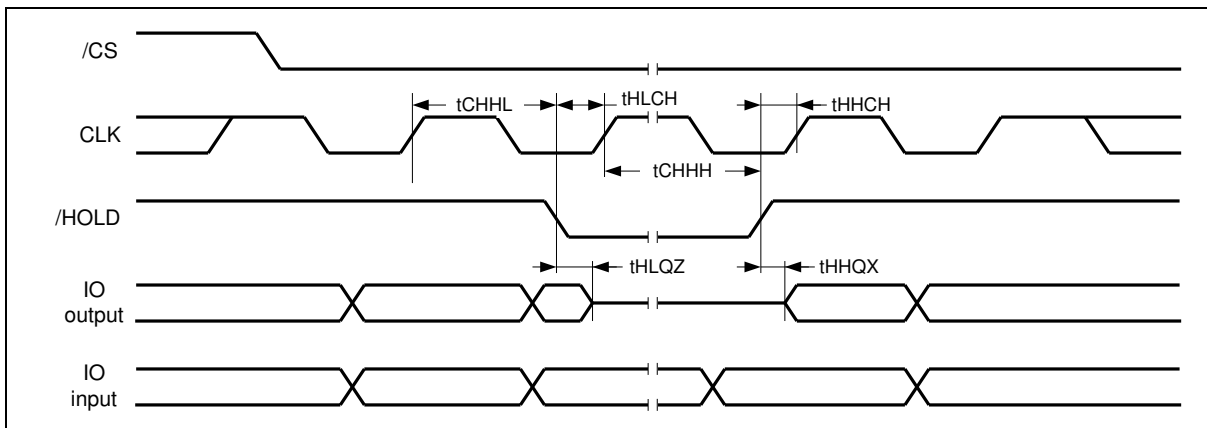 /CS
tCHHL
tHLCH
tHHCH
CLK
tCHHH
/HOLD
tHLQZ
tHHQX
IO
output
IO
input